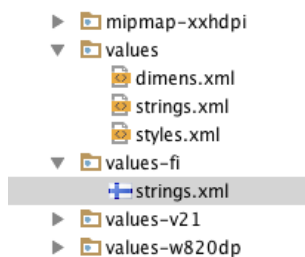 mipmap-xxhdpi
values
dimens.xml
strings.xml
styles.xml
values-fi
strings.xml
values-v21
values-w820dp